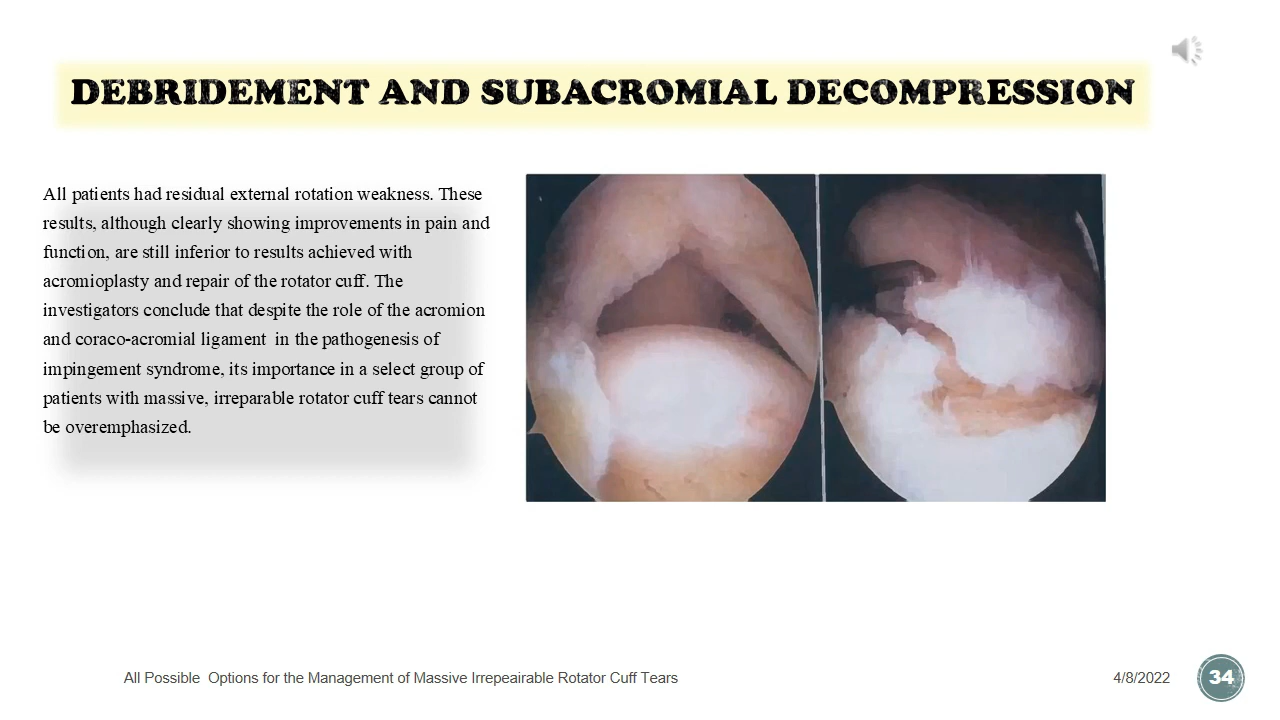 DEBRIDEMENT AND SUBACROMIAL DECOMPRESSION
All patients had residual external rotation weakness. These
results, although clearly showing improvements in pain and
function, are still inferior to results achieved with
acromioplasty and repair of the rotator cuff. The
investigators conclude that despite the role of the acromion
and coraco-acromial ligament  in the pathogenesis of
impingement syndrome, its importance in a select group of
patients with massive, irreparable rotator cuff tears cannot
be overemphasized.
All Possible  Options for the Management of Massive Irrepairable Rotator Cuff Tears
4/8/2022
34